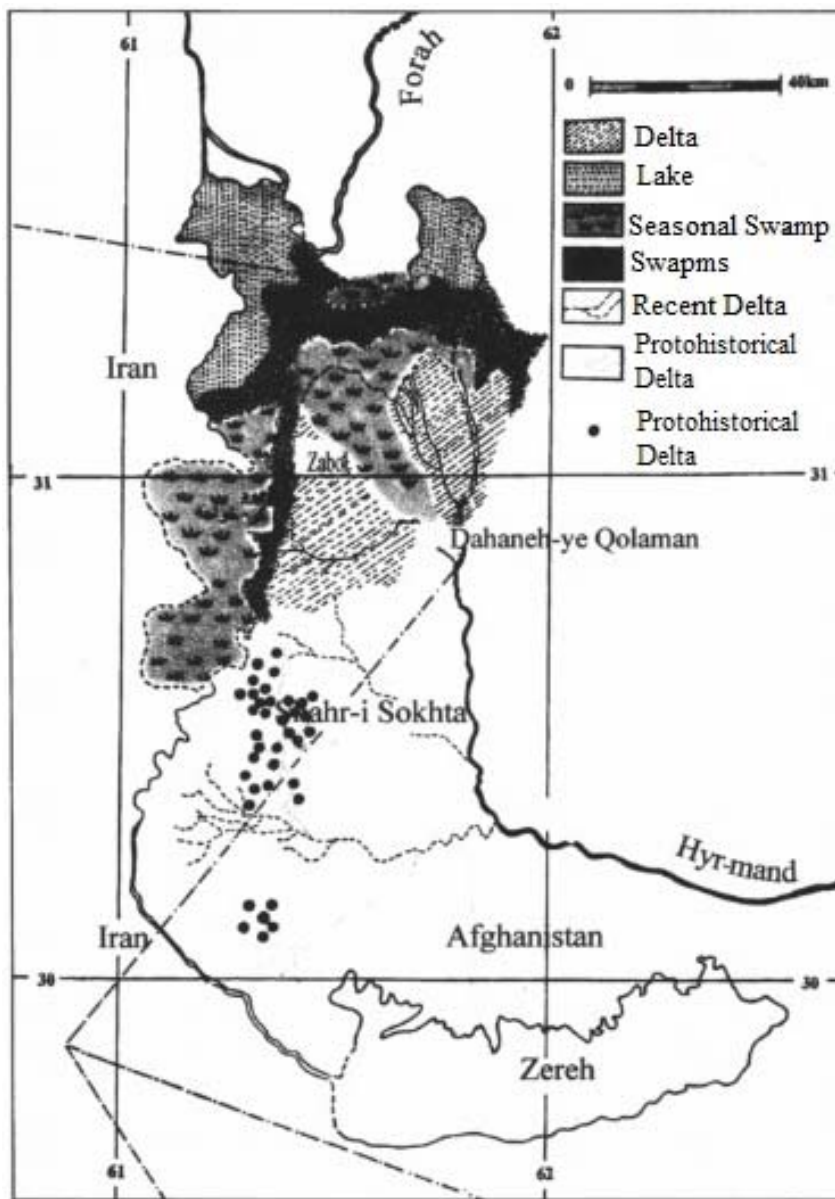 61
62
Forah
0 40km
Delta
Lake
Seasonal Swamp
Swapms
Recent Delta
Protohistorical
Delta
Protohistorical
Delta
Iran
Zabol
31
31
Dahaneh-ye Qolaman
Shahr-i Sokhta
Hyr-mand
Iran
Afghanistan
30
30
Zereh
61
62